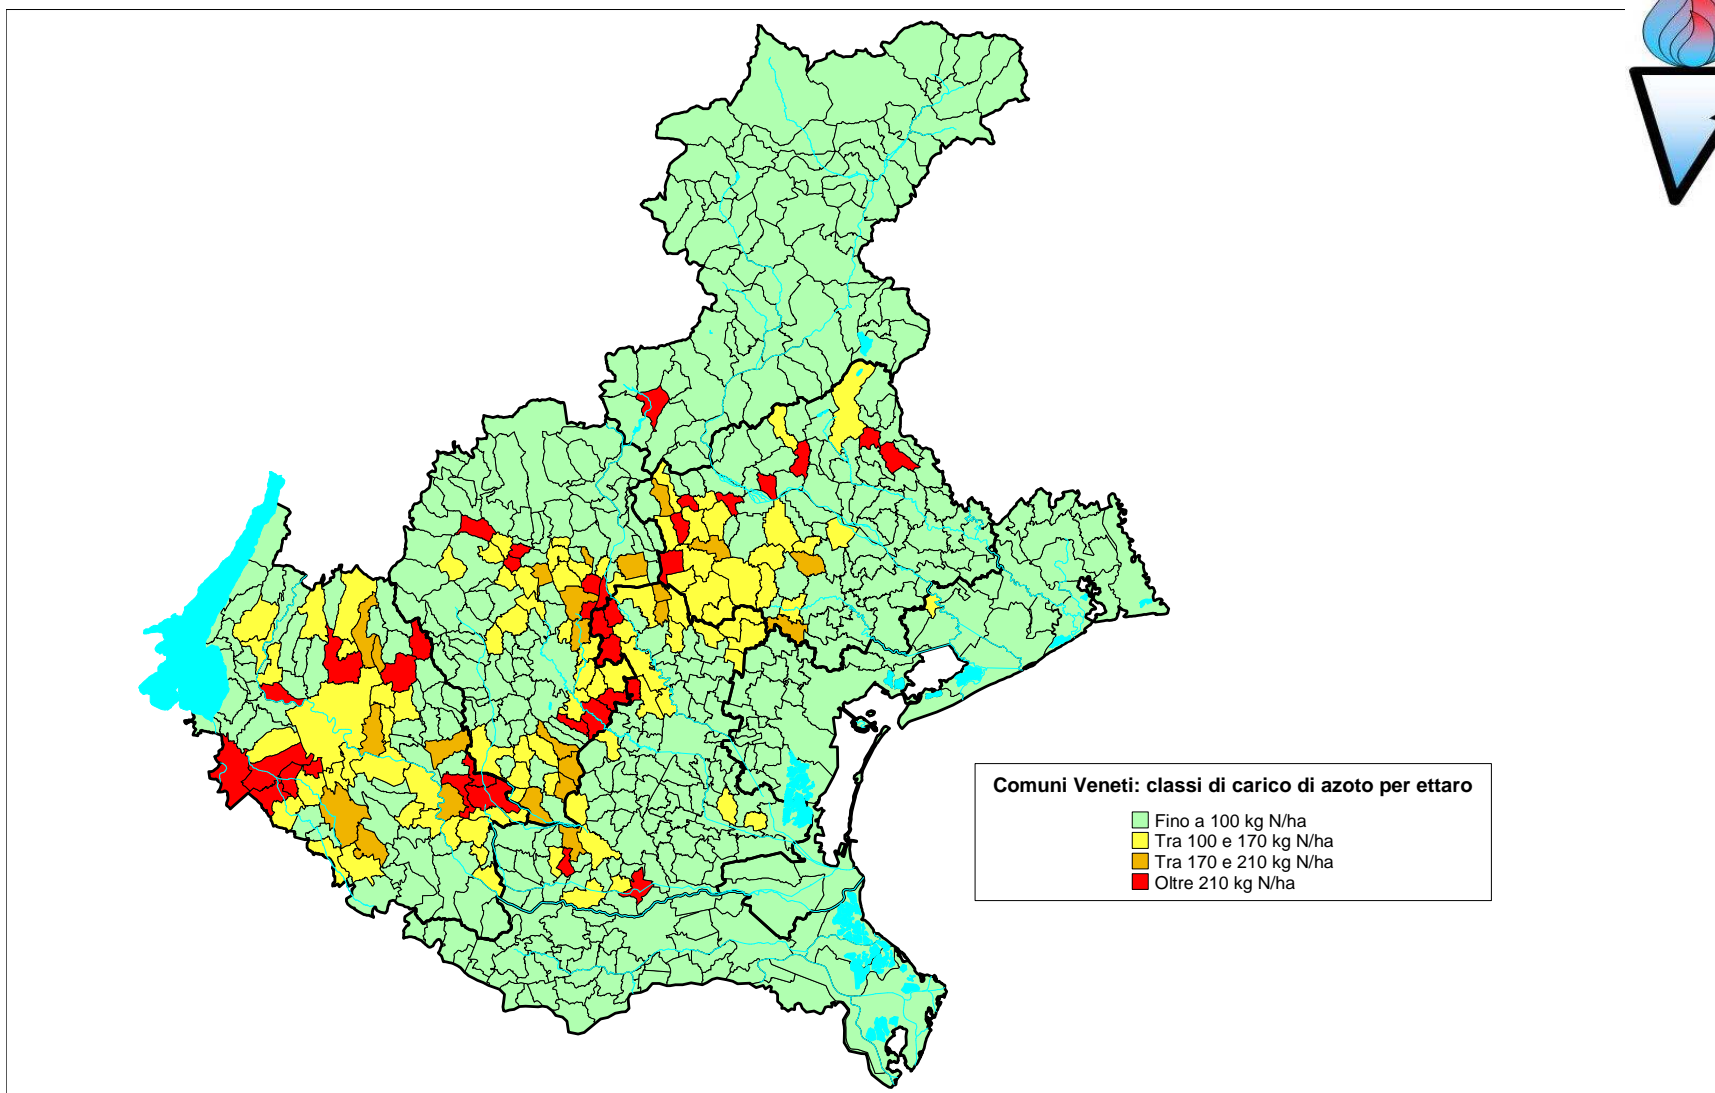 Comuni Veneti: classi di carico di azoto per ettaro
Fino a 100 kg N/ha
Tra 100 e 170 kg N/ha
Tra 170 e 210 kg N/ha
Oltre 210 kg N/ha